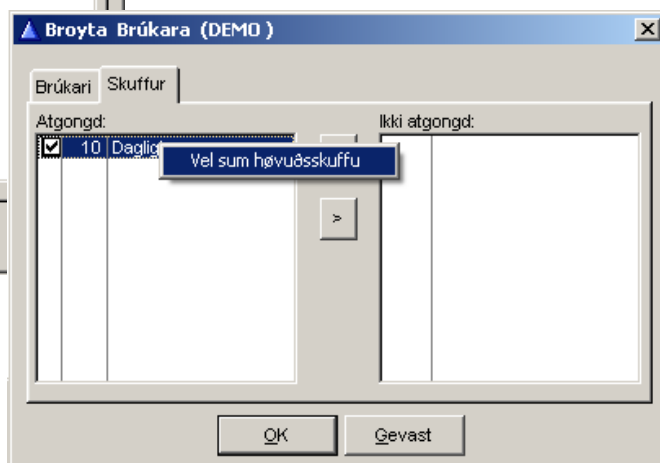 Broyta Brúkara (DEMO )
Brúkari Skuffur
Atgongd: Ikki atgongd:
10
Vel sum høvuðsskuffu
>
OK Gevast